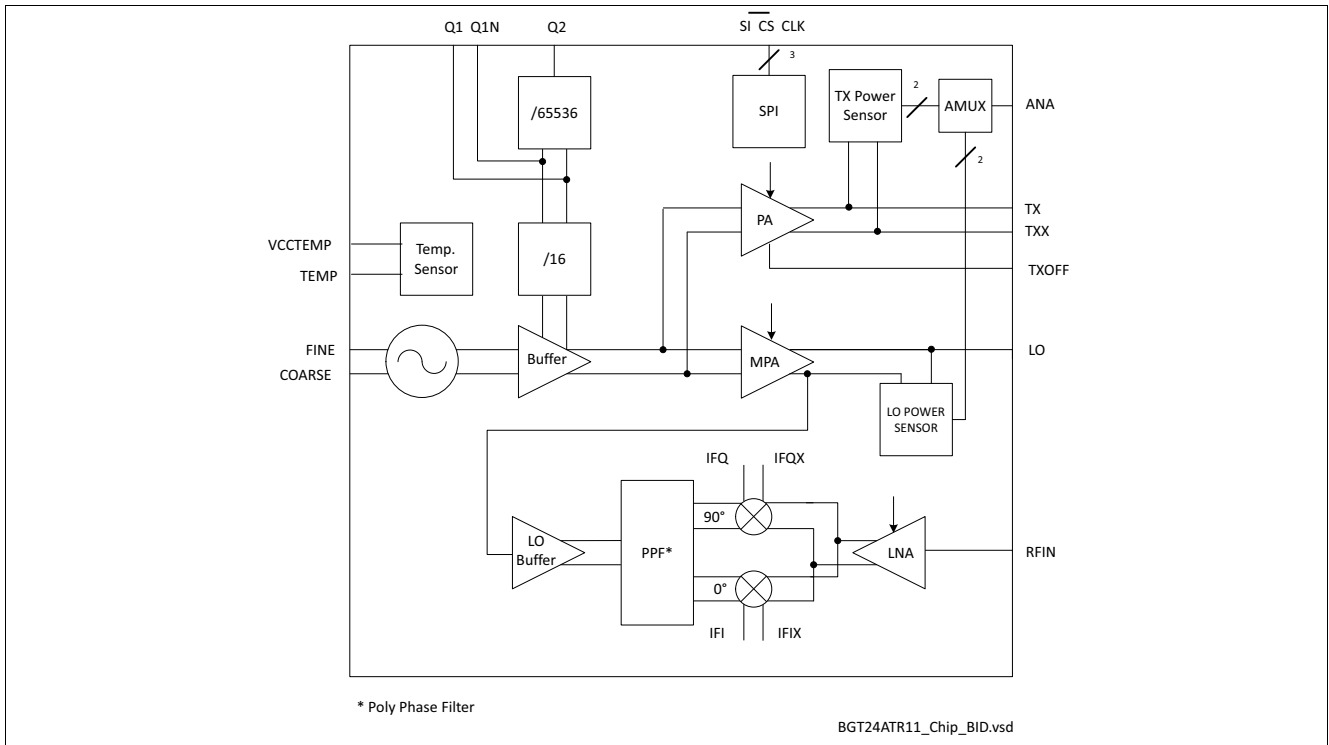 Q1 Q1N Q2 SI CS CLK
3
/65536
SPI
TX Power
Sensor
2
AMUX
ANA
2
PA
TX
TXX
TXOFF
VCCTEMP
TEMP
Temp.
Sensor
/16
FINE
COARSE
Buffer
MPA
LO
LO POWER
SENSOR
IFQ IFQX
90°
LO
Buffer
PPF*
LNA
RFIN
0°
IFI IFIX
* Poly Phase Filter
BGT24ATR11_Chip_BID.vsd